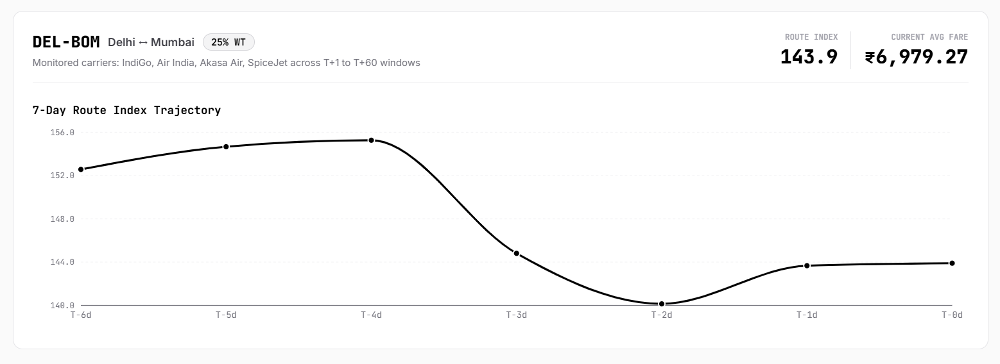 DEL-BOM Delhi ↔ Mumbai 25% WT
Monitored carriers: IndiGo, Air India, Akasa Air, SpiceJet across T+1 to T+60 windows
ROUTE INDEX
143.9
CURRENT AVG FARE
₹6,979.27
7-Day Route Index Trajectory
156.0
152.0
148.0
144.0
140.0
T-6d T-5d T-4d T-3d T-2d T-1d T-0d